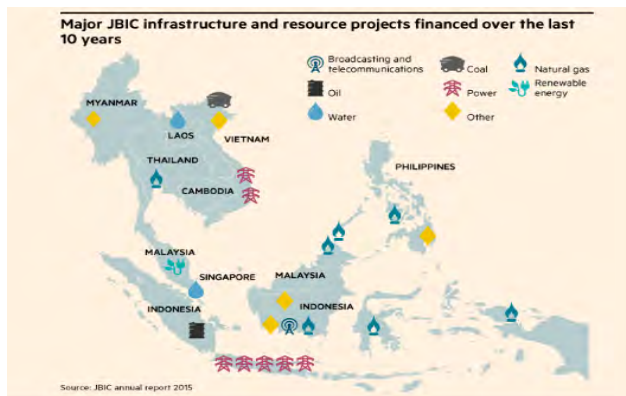 Major JBIC infrastructure and resource projects financed over the last
10 years
Broadcasting and
telecommunications
Coal
Natural gas
Oil
Power
Renewable
energy
Water
Other
MYANMAR
LAOS
VIETNAM
THAILAND
CAMBODIA
PHILIPPINES
MALAYSIA
SINGAPORE
MALAYSIA
INDONESIA
INDONESIA
Source: JBIC annual report 2015